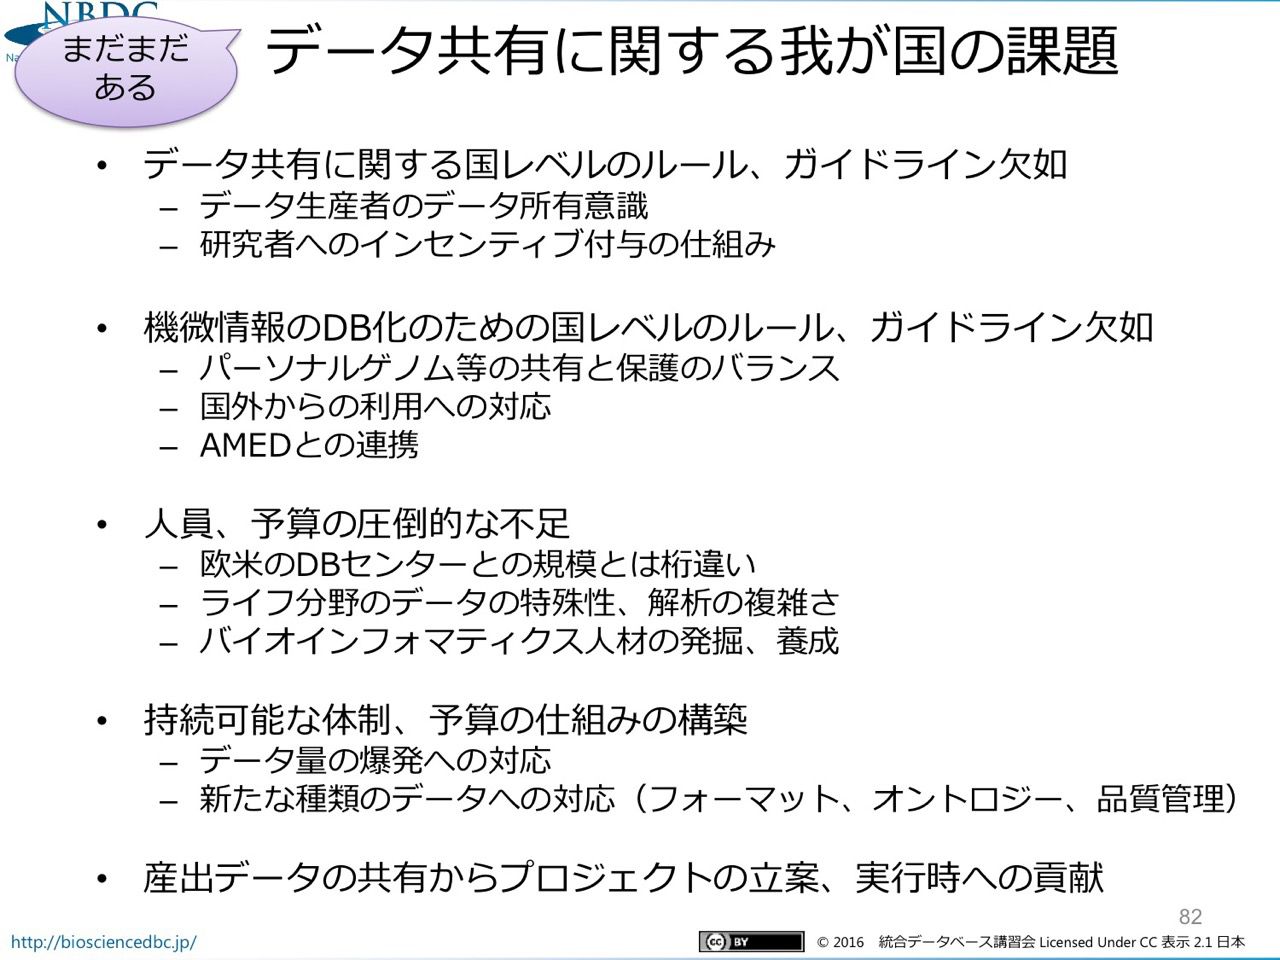 NBDC
まだまだ
ある
データ共有に関する我が国の課題
• データ共有に関する国レベルのルール、ガイドライン欠如
– データ生産者のデータ所有意識
– 研究者へのインセンティブ付与の仕組み
• 機微情報のDB化のための国レベルのルール、ガイドライン欠如
– パーソナルゲノム等の共有と保護のバランス
– 国外からの利用への対応
– AMEDとの連携
• 人員、予算の圧倒的な不足
– 欧米のDBセンターとの規模とは桁違い
– ライフ分野のデータの特殊性、解析の複雑さ
– バイオインフォマティクス人材の発掘、養成
• 持続可能な体制、予算の仕組みの構築
– データ量の爆発への対応
– 新たな種類のデータへの対応（フォーマット、オントロジー、品質管理）
• 産出データの共有からプロジェクトの立案、実行時への貢献
82
http://biosciencedbc.jp/
cc BY
© 2016 統合データベース講習会 Licensed Under CC 表示 2.1 日本